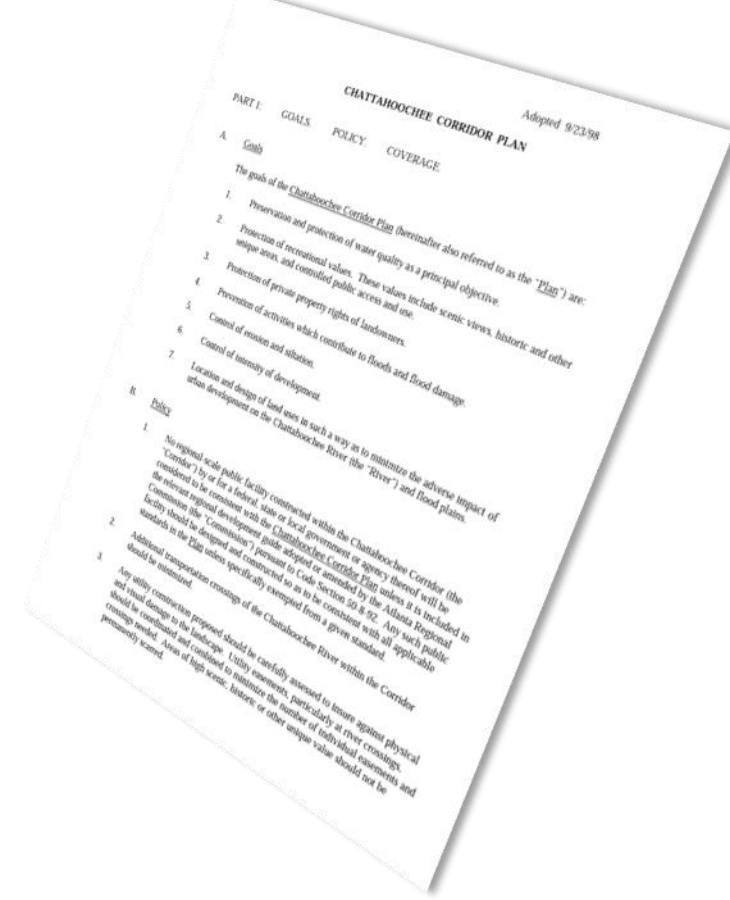 Adopted 9/23/98
CHATTAHOOCHEE CORRIDOR PLAN
PART I: GOALS, POLICY, COVERAGE
A. Goals
The goals of the Chattahoochee Corridor Plan (hereinafter also referred to as the "Plan") are:
1. Preservation and protection of water quality as a principal objective.
2. Protection of recreational values. These values include scenic views, historic and other
unique areas, and controlled public access and use.
3. Protection of private property rights of landowners.
4. Prevention of activities which contribute to floods and flood damage.
5. Control of erosion and siltation.
6. Control of intensity of development.
7. Location and design of land uses in such a way as to minimize the adverse impact of
urban development on the Chattahoochee River (the "River") and flood plains.
B. Policy
1. No regional scale public facility constructed within the Chattahoochee Corridor (the
"Corridor") by or for a federal, state or local government or agency thereof will be
considered to be consistent with the Chattahoochee Corridor Plan unless it is included in
the relevant regional development guide adopted or amended by the Atlanta Regional
Commission (the "Commission") pursuant to Code Section 50-8-92. Any such public
facility should be designed and constructed so as to be consistent with all applicable
standards in the Plan unless specifically exempted from a given standard.
2. Additional transportation crossings of the Chattahoochee River within the Corridor
should be minimized.
3. Any utility construction proposed should be carefully assessed to insure against physical
and visual damage to the landscape. Utility easements, particularly at river crossings,
should be coordinated and combined to minimize the number of individual easements and
crossings needed. Areas of high scenic, historic or other unique value should not be
permanently scarred.